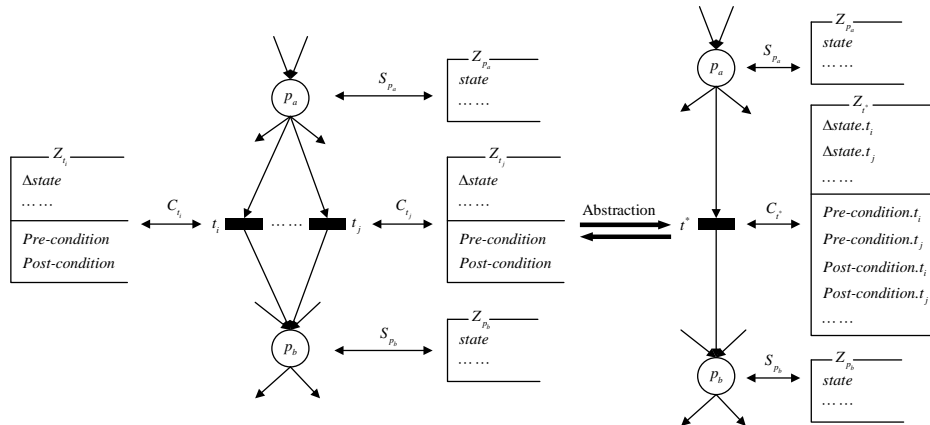 Z_{p_a}
S_{p_a}
state
p_a
……
Z_{t_i}
Δstate
……
C_{t_i}
Pre-condition
Post-condition
t_i
……
t_j
C_{t_j}
Z_{t_j}
Δstate
……
Pre-condition
Post-condition
Z_{p_b}
S_{p_b}
state
p_b
……
Abstraction
Z_{p_a}
S_{p_a}
state
p_a
……
Z_{t^*}
Δstate.t_i
Δstate.t_j
……
C_{t^*}
t^*
Pre-condition.t_i
Pre-condition.t_j
Post-condition.t_i
Post-condition.t_j
……
Z_{p_b}
S_{p_b}
state
p_b
……